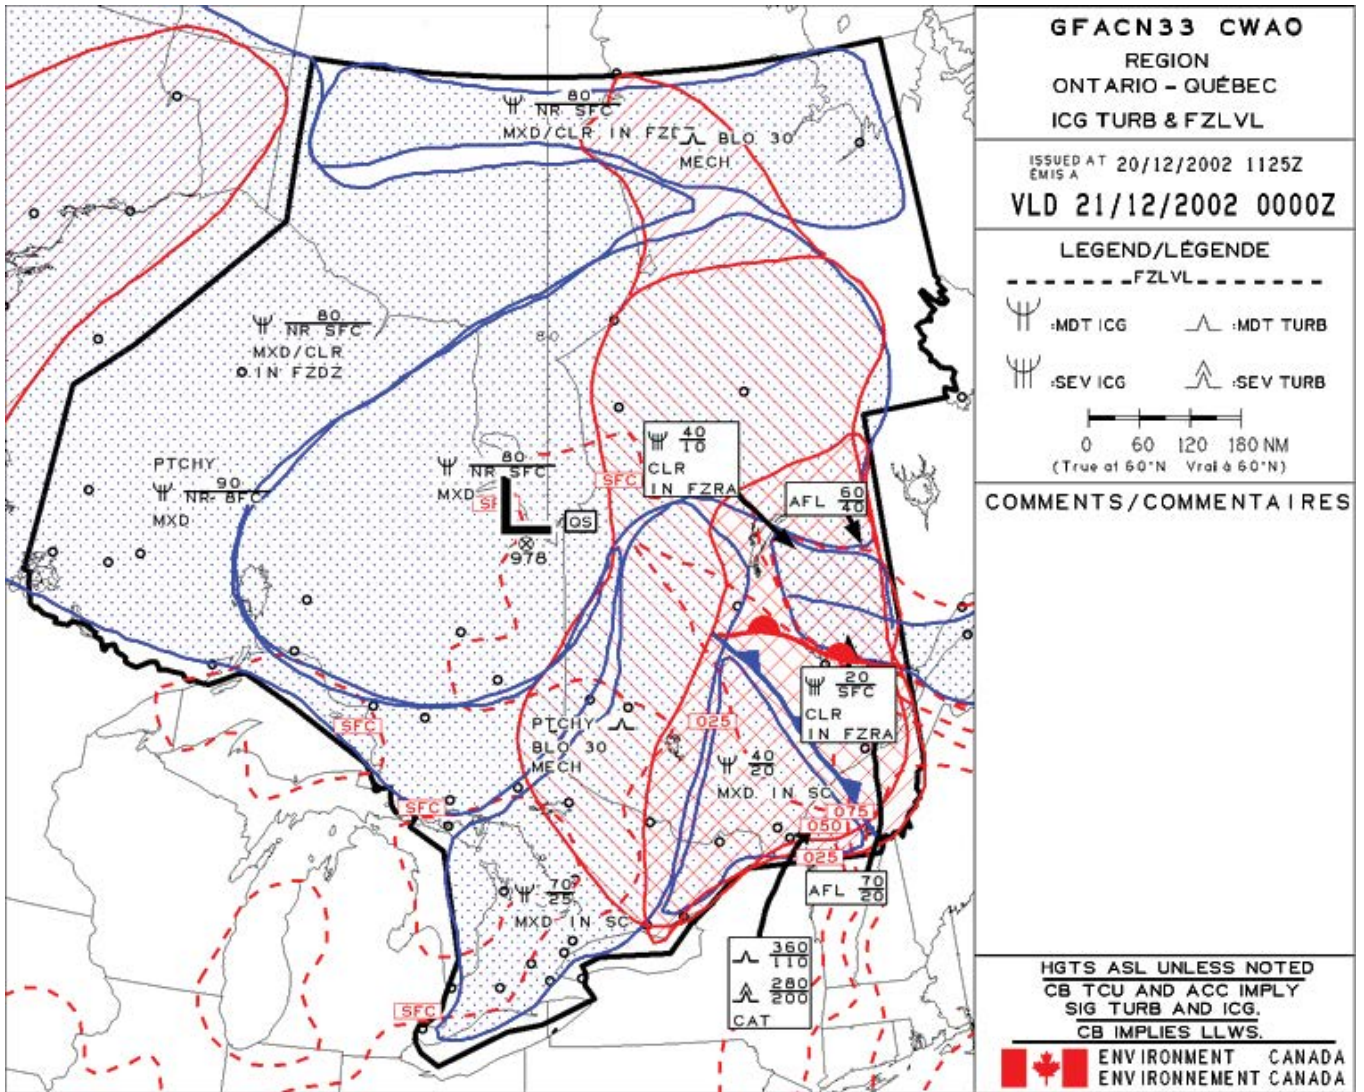 GFACN33 CWAO
REGION
ONTARIO – QUÉBEC
ICG TURB & FZLVL
ISSUED AT 20/12/2002 1125Z
ÉMIS A
VLD 21/12/2002 0000Z
LEGEND/LÉGENDE
FZLVL
:MDT ICG
:MDT TURB
:SEV ICG
:SEV TURB
0 60 120 180 NM
(True at 60°N Vrai à 60°N)
COMMENTS/COMMENTAIRES
HGTS ASL UNLESS NOTED
CB TCU AND ACC IMPLY
SIG TURB AND ICG.
CB IMPLIES LLWS.
ENVIRONMENT CANADA
ENVIRONNEMENT CANADA
80
NR SFC
MXD/CLR IN
BLO 30
MECH
80
NR SFC
MXD/CLR
IN FZDZ
80
PTCHY
90
MXD
80
NR SFC
MXD
SFC
QS
978
40
10
CLR
IN FZRA
AFL 60
40
20
SFC
CLR
IN FZRA
SFC
PTCHY
BLO 30
MECH
025
40
20
MXD IN SC
SFC
075
050
025
AFL 70
20
70
25
MXD IN SC
360
110
280
200
CAT
SFC